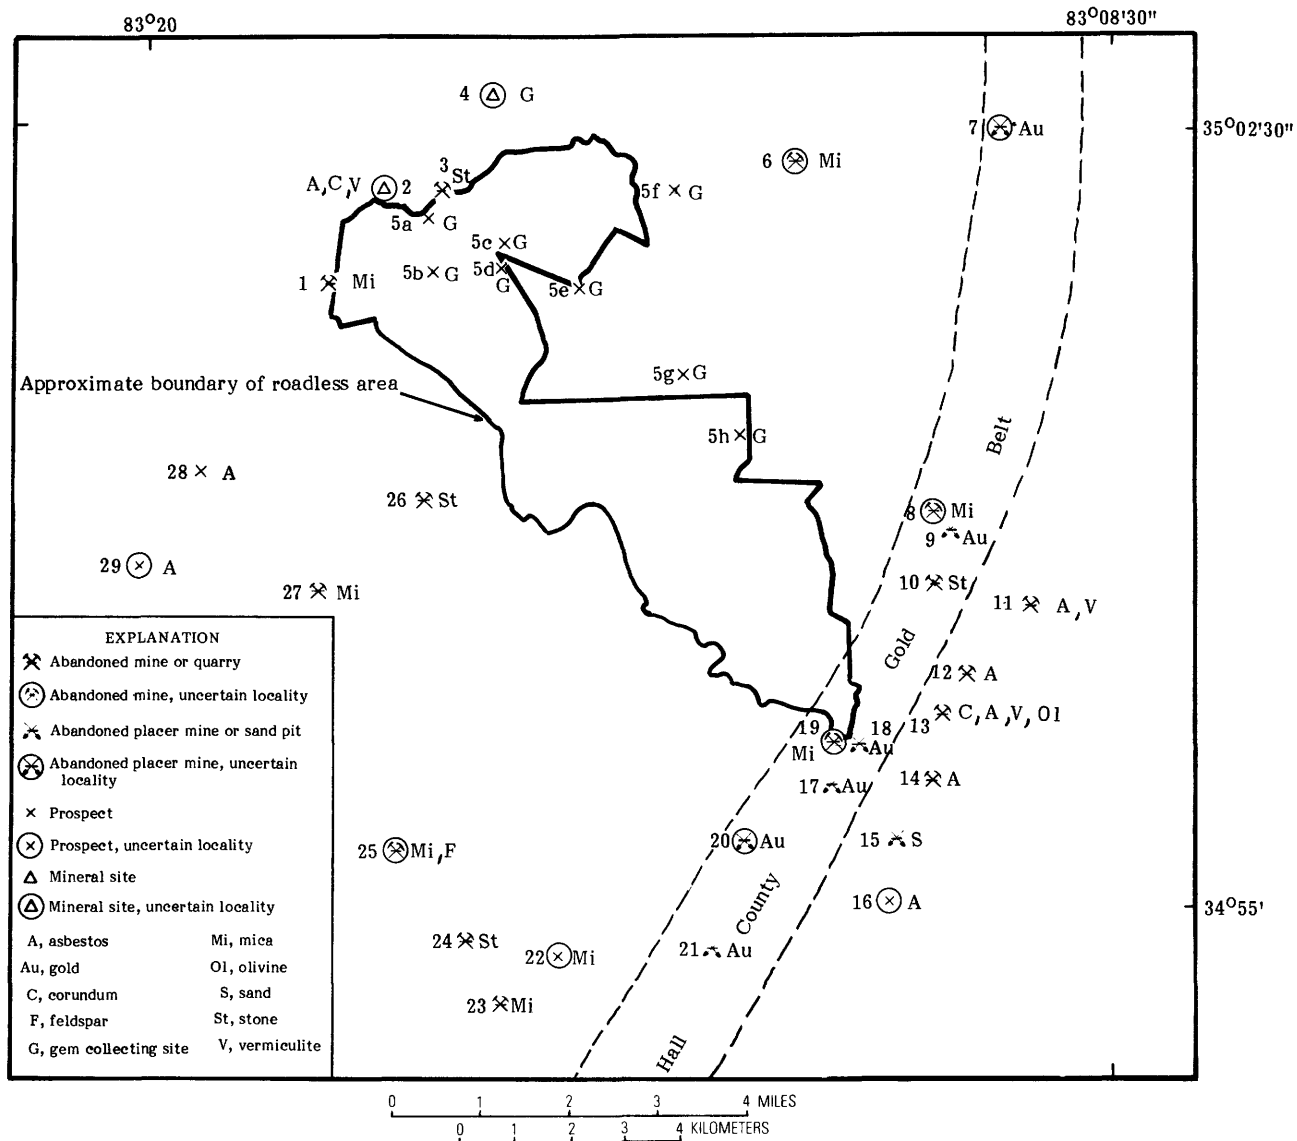 83°20
83°08'30"
4 G
7 Au
35°02'30"
6 Mi
3
St
A,C,V 2
5f G
5a G
5c G
5b G
5d
G
1 Mi
5e G
5g G
Approximate boundary of roadless area
5h G
Belt
28 A
26 St
8 Mi
9 Au
29 A
10 St
27 Mi
11 A,V
Gold
12 A
13 C,A,V,Ol
19
Mi
18
Au
14 A
17 Au
20 Au
15 S
25 Mi,F
County
16 A
34°55'
24 St
22 Mi
21 Au
23 Mi
Hall
EXPLANATION
Abandoned mine or quarry
Abandoned mine, uncertain locality
Abandoned placer mine or sand pit
Abandoned placer mine, uncertain
locality
Prospect
Prospect, uncertain locality
Mineral site
Mineral site, uncertain locality
A, asbestos Mi, mica
Au, gold Ol, olivine
C, corundum S, sand
F, feldspar St, stone
G, gem collecting site V, vermiculite
0 1 2 3 4 MILES
0 1 2 3 4 KILOMETERS